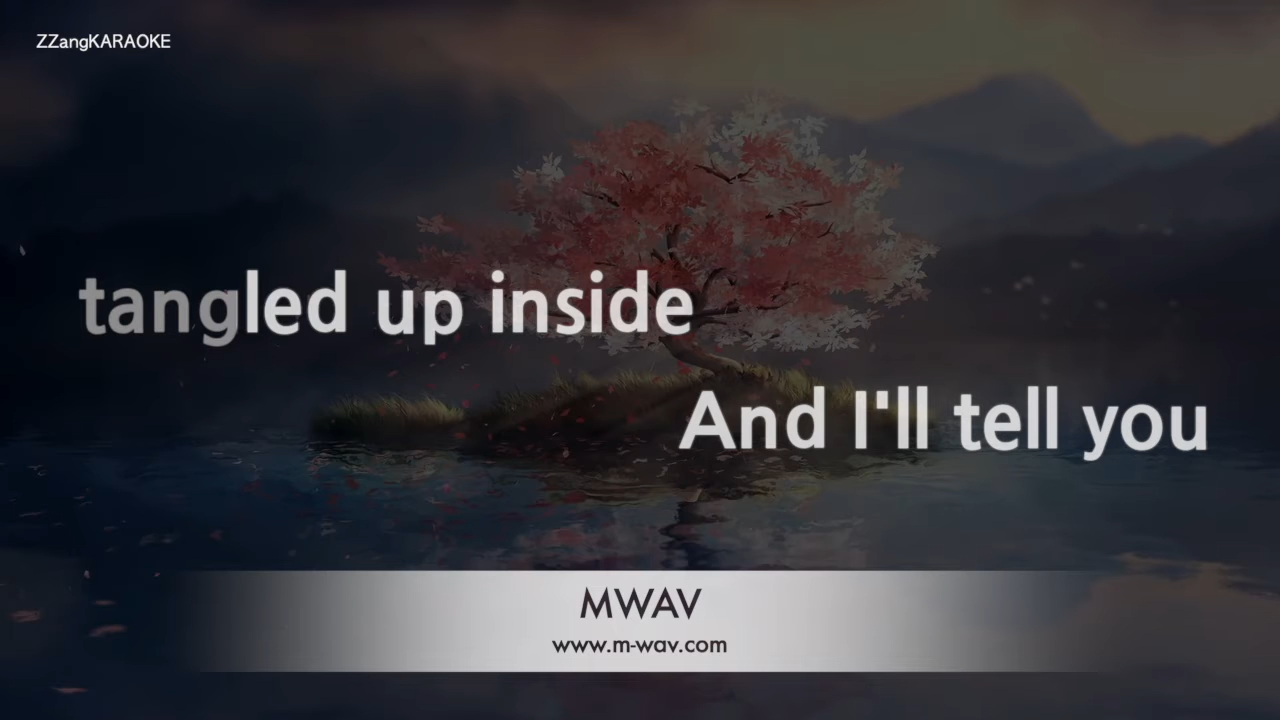 ZZangKARAOKE
tangled up inside
And I'll tell you
MWAV
www.m-wav.com